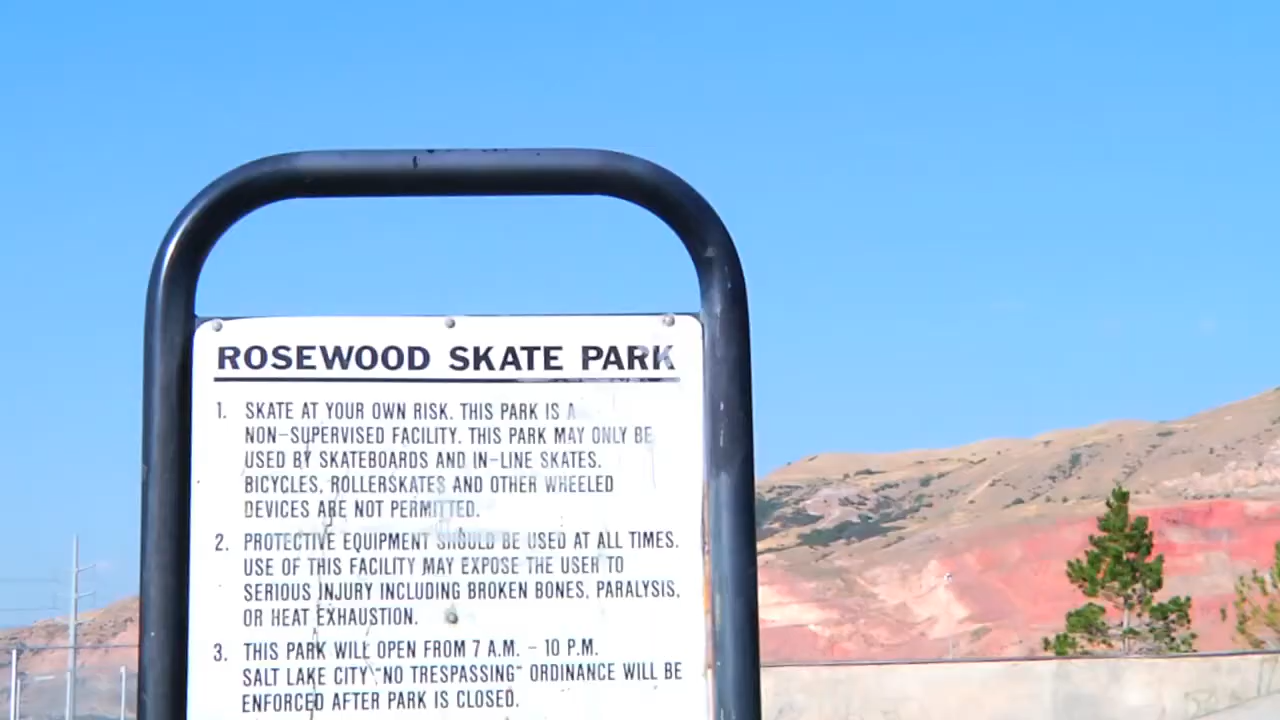 ROSEWOOD SKATE PARK
1. SKATE AT YOUR OWN RISK. THIS PARK IS A
NON-SUPERVISED FACILITY. THIS PARK MAY ONLY BE
USED BY SKATEBOARDS AND IN-LINE SKATES.
BICYCLES, ROLLERSKATES AND OTHER WHEELED
DEVICES ARE NOT PERMITTED.
2. PROTECTIVE EQUIPMENT SHOULD BE USED AT ALL TIMES.
USE OF THIS FACILITY MAY EXPOSE THE USER TO
SERIOUS INJURY INCLUDING BROKEN BONES, PARALYSIS,
OR HEAT EXHAUSTION.
3. THIS PARK WILL OPEN FROM 7 A.M. - 10 P.M.
SALT LAKE CITY "NO TRESPASSING" ORDINANCE WILL BE
ENFORCED AFTER PARK IS CLOSED.